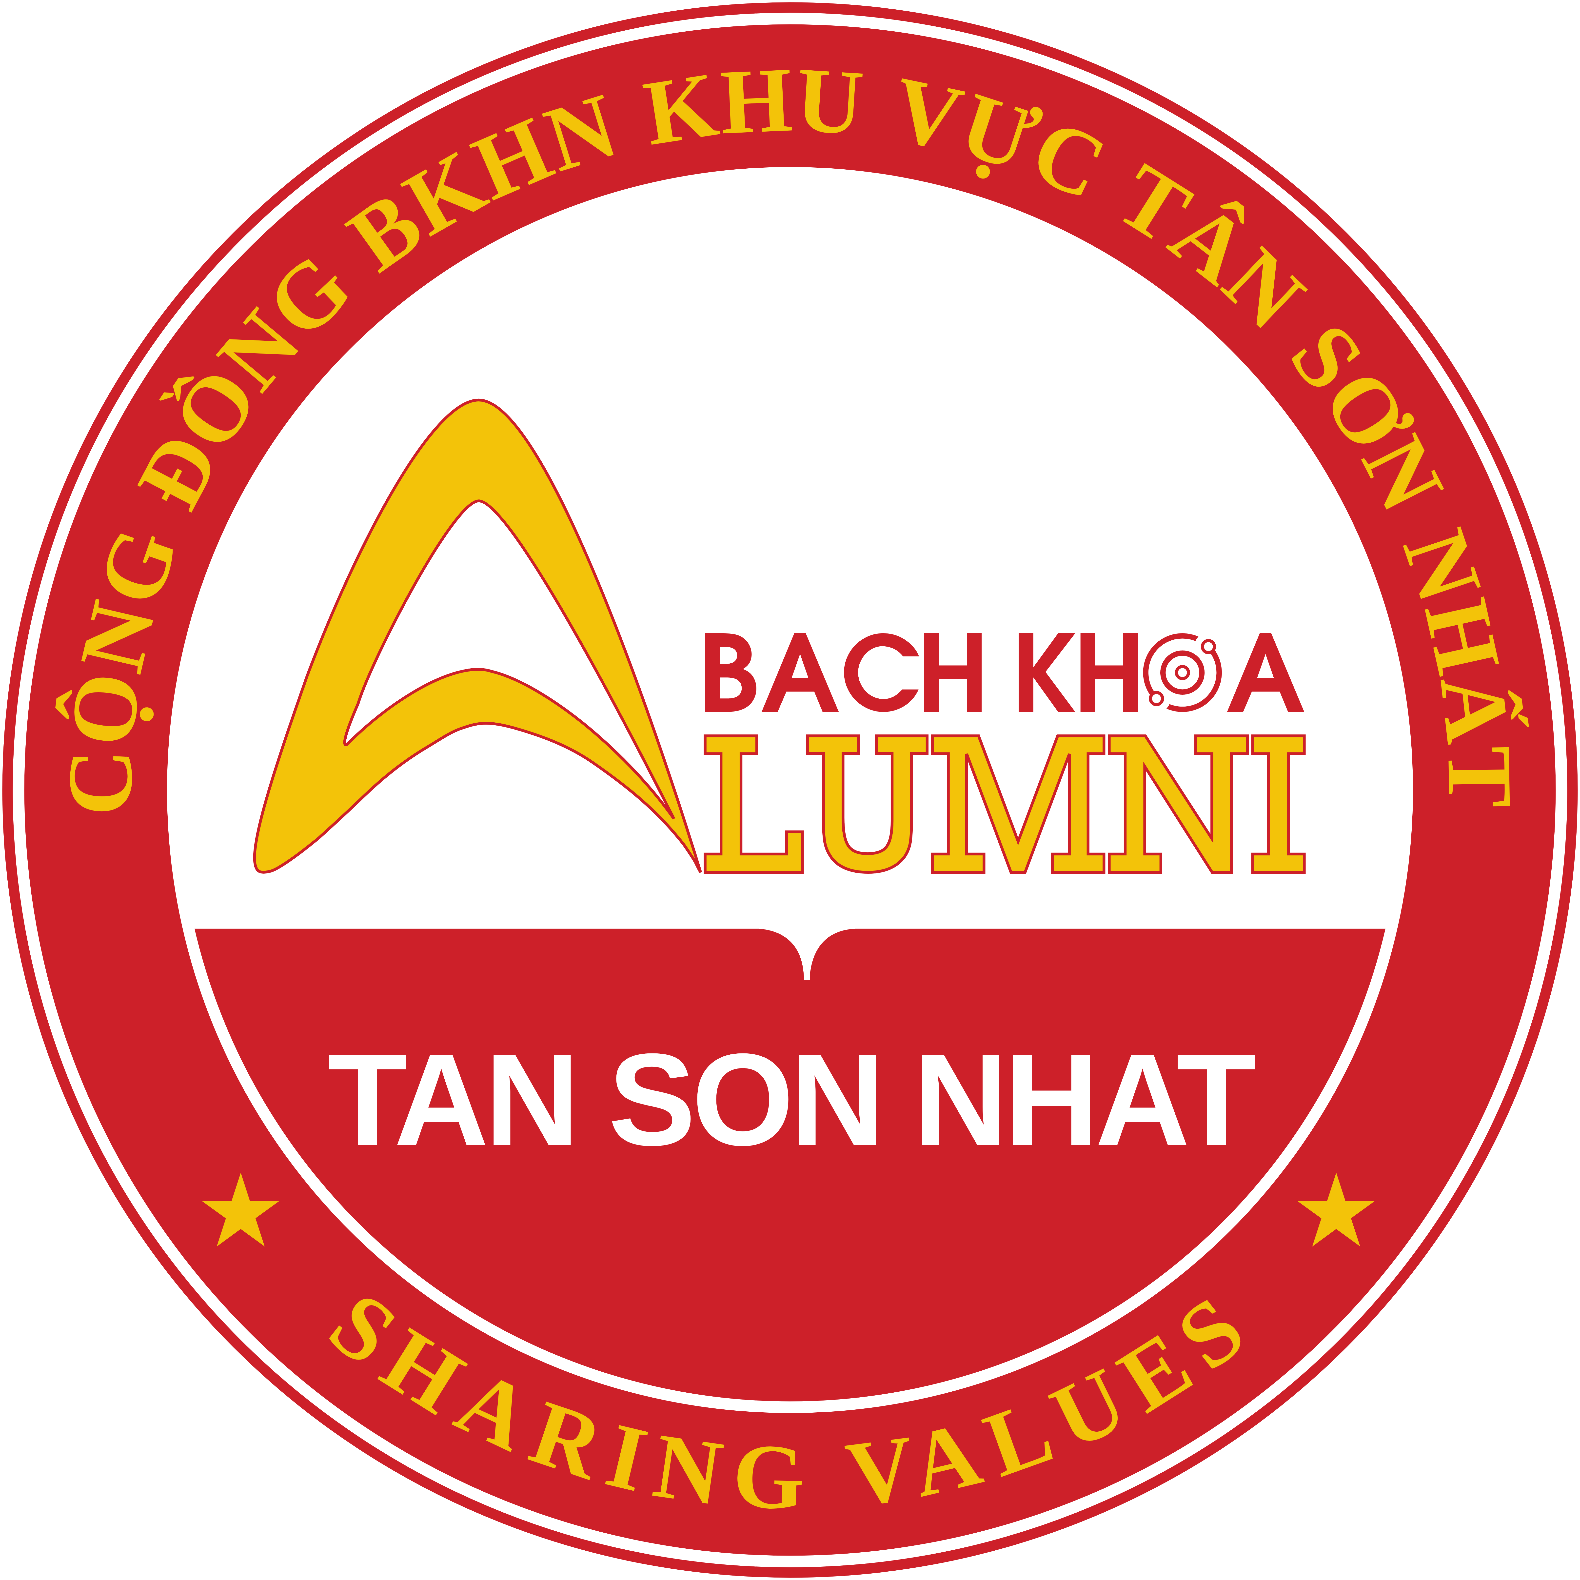 CỘNG ĐỒNG BKHN KHU VỰC TÂN SƠN NHẤT
BACH KHOA
ALUMNI
TAN SON NHAT
SHARING VALUES